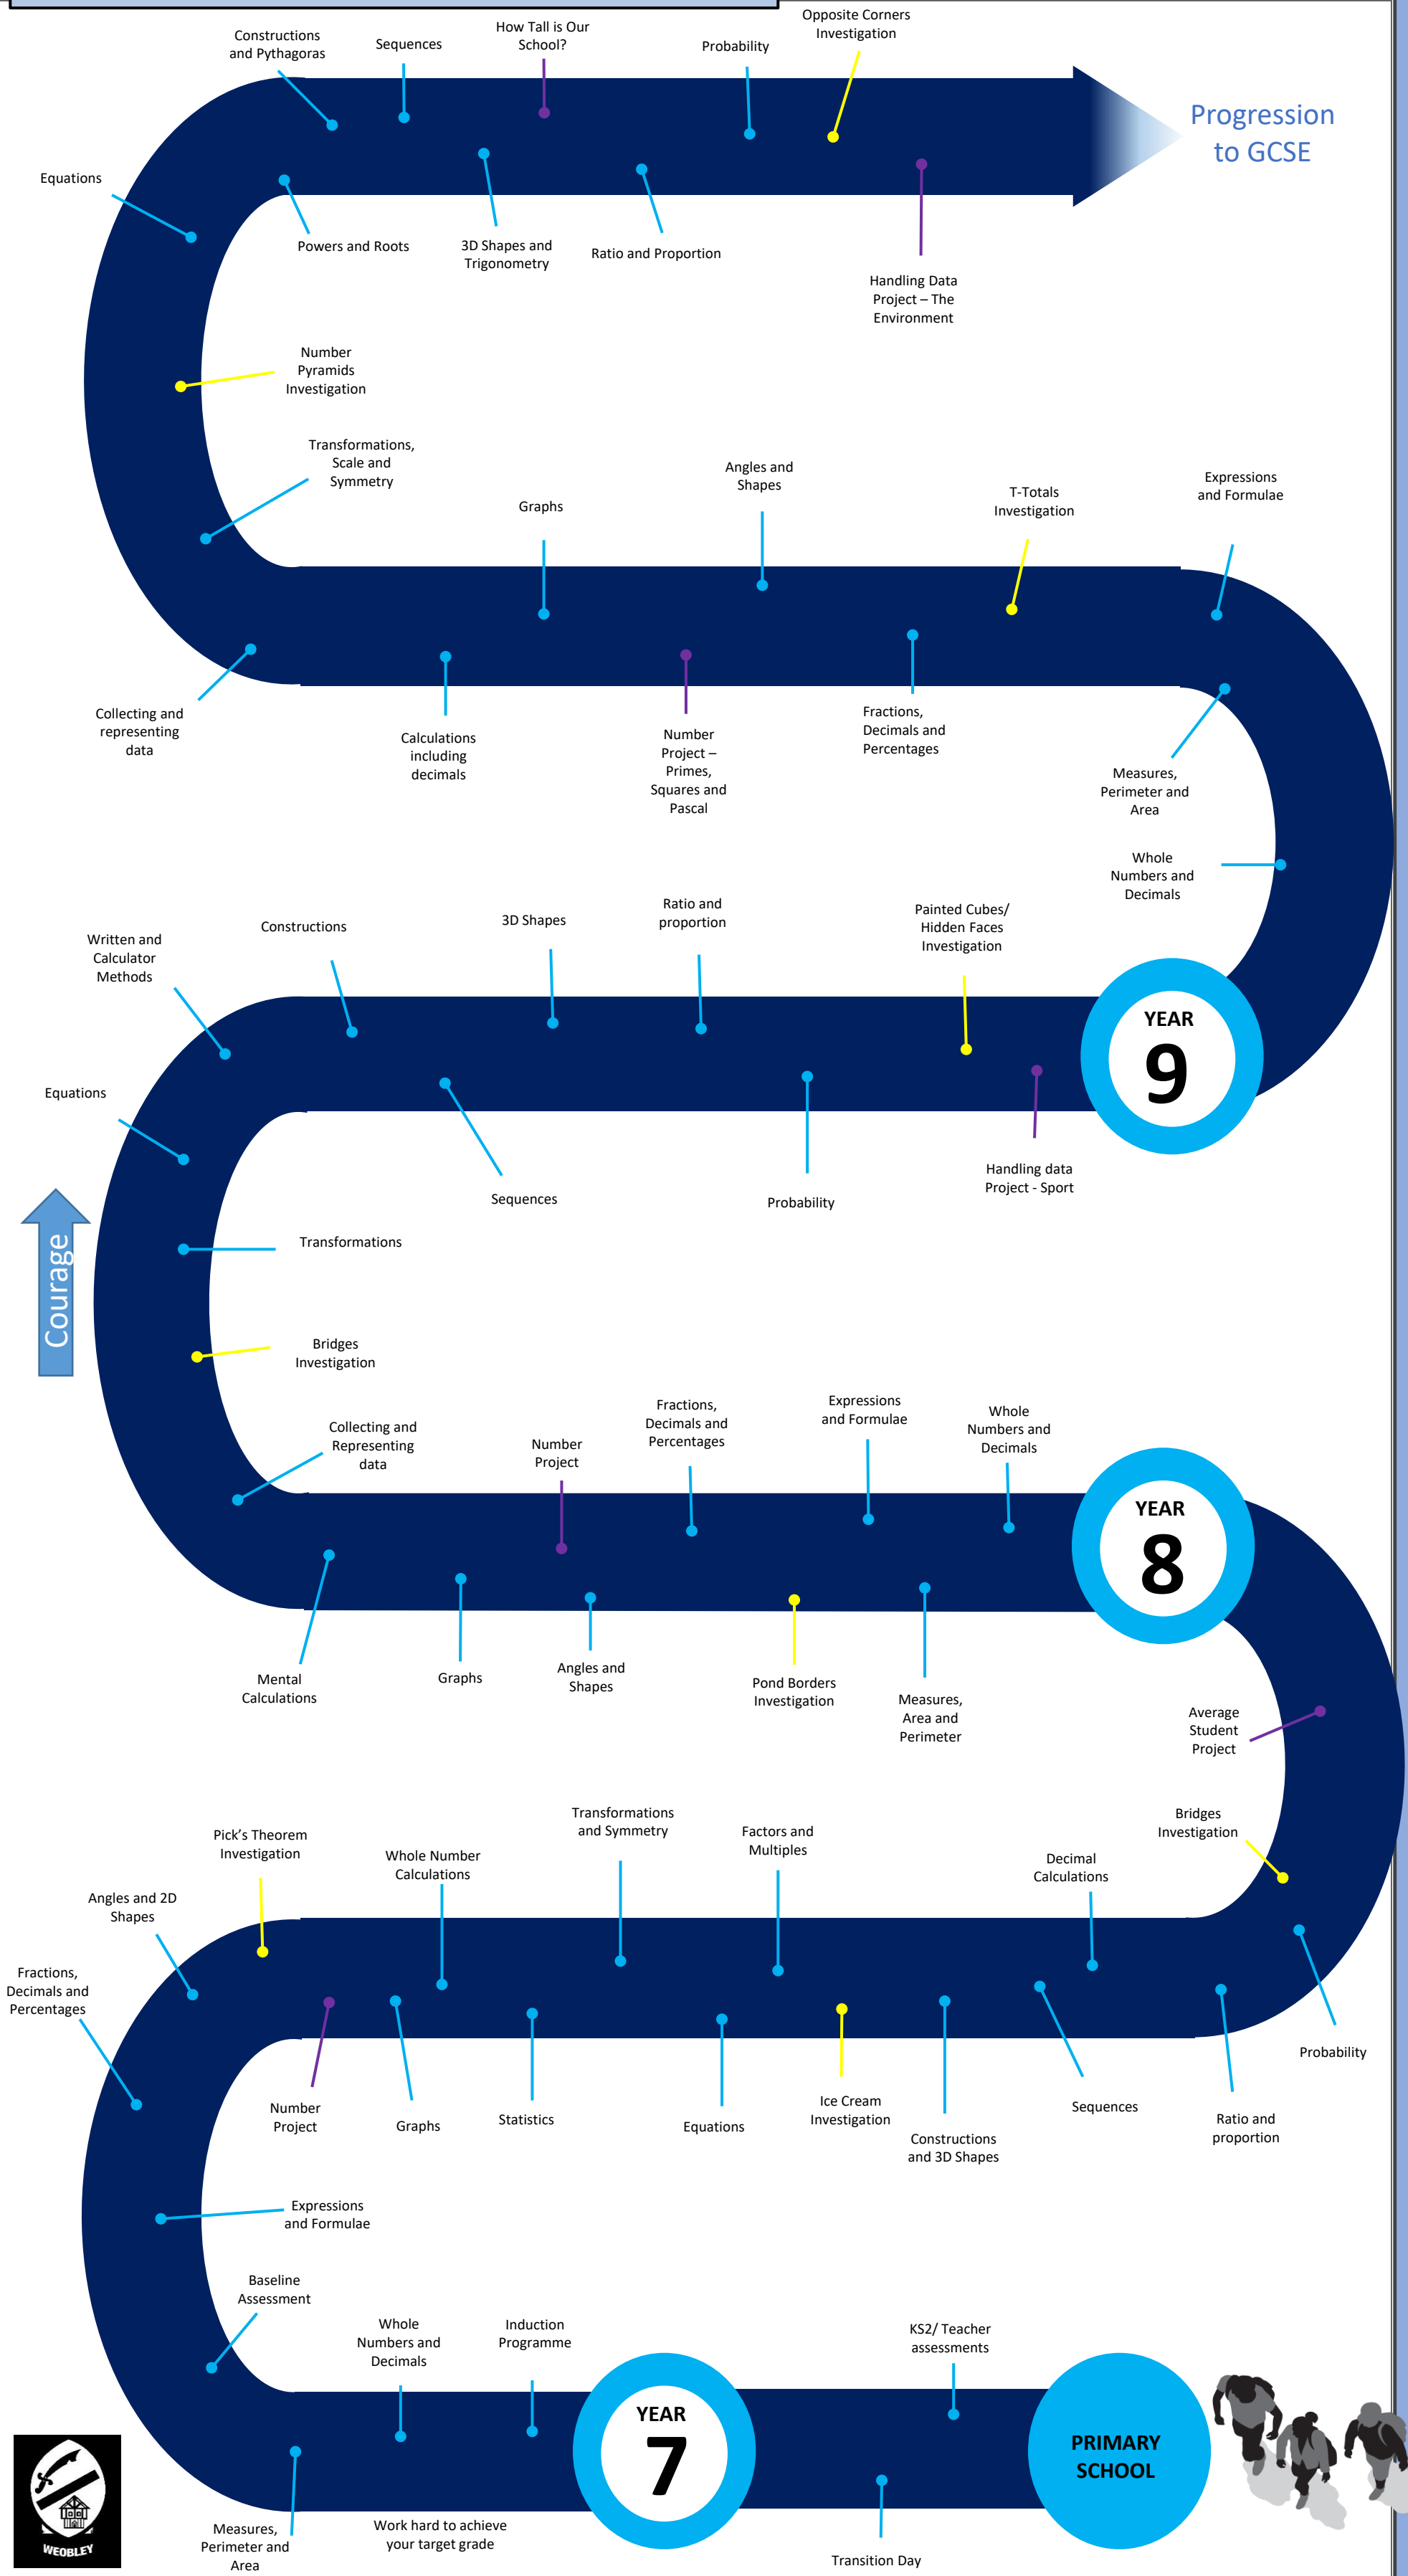 Opposite Corners
Investigation
How Tall is Our
School?
Constructions
and Pythagoras
Sequences
Probability
Progression
to GCSE
Equations
Powers and Roots
3D Shapes and
Trigonometry
Ratio and Proportion
Handling Data
Project – The
Environment
Number
Pyramids
Investigation
Transformations,
Scale and
Symmetry
Graphs
Angles and
Shapes
T-Totals
Investigation
Expressions
and Formulae
Collecting and
representing
data
Calculations
including
decimals
Number
Project –
Primes,
Squares and
Pascal
Fractions,
Decimals and
Percentages
Measures,
Perimeter and
Area
Whole
Numbers and
Decimals
Written and
Calculator
Methods
Constructions
3D Shapes
Ratio and
proportion
Painted Cubes/
Hidden Faces
Investigation
YEAR
9
Equations
Sequences
Probability
Handling data
Project - Sport
Courage
Transformations
Bridges
Investigation
Collecting and
Representing
data
Number
Project
Fractions,
Decimals and
Percentages
Expressions
and Formulae
Whole
Numbers and
Decimals
YEAR
8
Mental
Calculations
Graphs
Angles and
Shapes
Pond Borders
Investigation
Measures,
Area and
Perimeter
Average
Student
Project
Bridges
Investigation
Pick's Theorem
Investigation
Whole Number
Calculations
Transformations
and Symmetry
Factors and
Multiples
Decimal
Calculations
Angles and 2D
Shapes
Fractions,
Decimals and
Percentages
Number
Project
Graphs
Statistics
Equations
Ice Cream
Investigation
Constructions
and 3D Shapes
Sequences
Ratio and
proportion
Probability
Expressions
and Formulae
Baseline
Assessment
Whole
Numbers and
Decimals
Induction
Programme
KS2/ Teacher
assessments
YEAR
7
PRIMARY
SCHOOL
WEOBLEY
Measures,
Perimeter and
Area
Work hard to achieve
your target grade
Transition Day